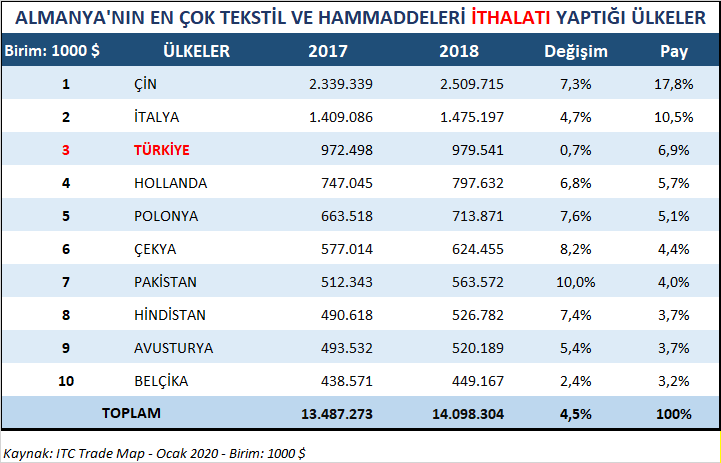 ALMANYA'NIN EN ÇOK TEKSTİL VE HAMMADDELERİ İTHALATI YAPTIĞI ÜLKELER
Birim: 1000 $ ÜLKELER 2017 2018 Değişim Pay
1 ÇİN 2.339.339 2.509.715 7,3% 17,8%
2 İTALYA 1.409.086 1.475.197 4,7% 10,5%
3 TÜRKİYE 972.498 979.541 0,7% 6,9%
4 HOLLANDA 747.045 797.632 6,8% 5,7%
5 POLONYA 663.518 713.871 7,6% 5,1%
6 ÇEKYA 577.014 624.455 8,2% 4,4%
7 PAKİSTAN 512.343 563.572 10,0% 4,0%
8 HİNDİSTAN 490.618 526.782 7,4% 3,7%
9 AVUSTURYA 493.532 520.189 5,4% 3,7%
10 BELÇİKA 438.571 449.167 2,4% 3,2%
TOPLAM 13.487.273 14.098.304 4,5% 100%
Kaynak: ITC Trade Map - Ocak 2020 - Birim: 1000 $